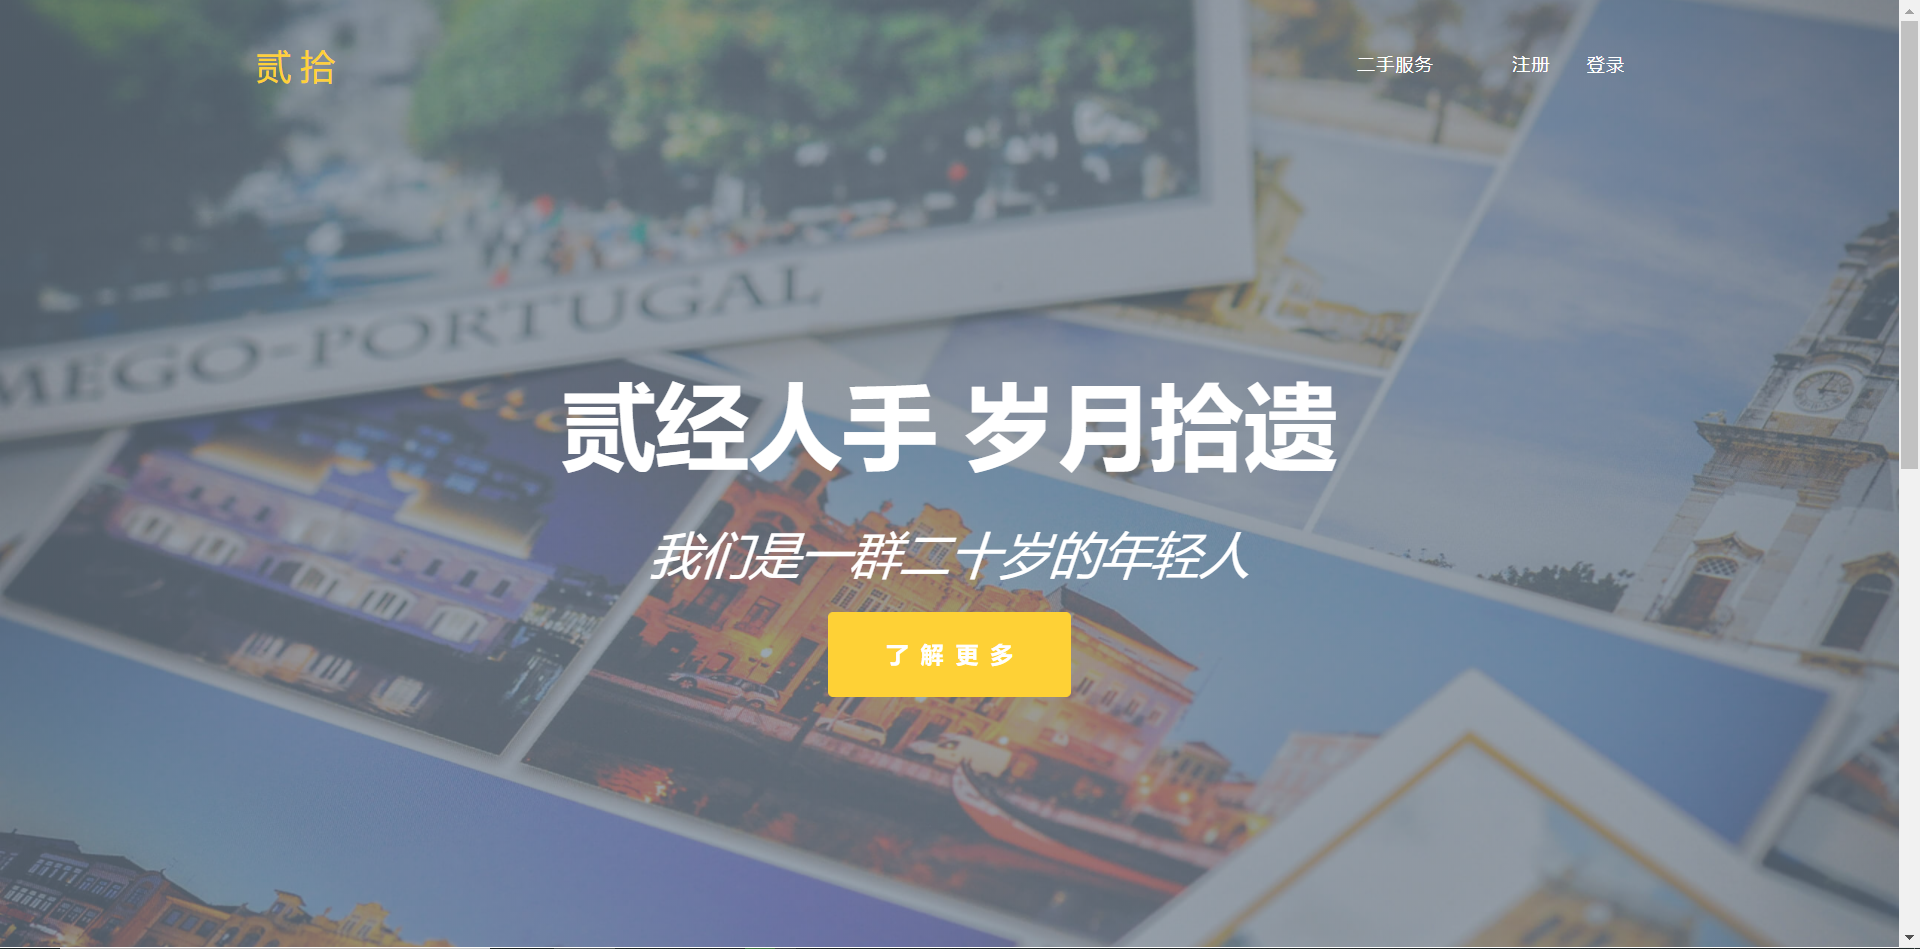 贰 拾
二手服务 注册 登录
MEGO-PORTUGAL
贰经人手 岁月拾遗
我们是一群二十岁的年轻人
了解更多